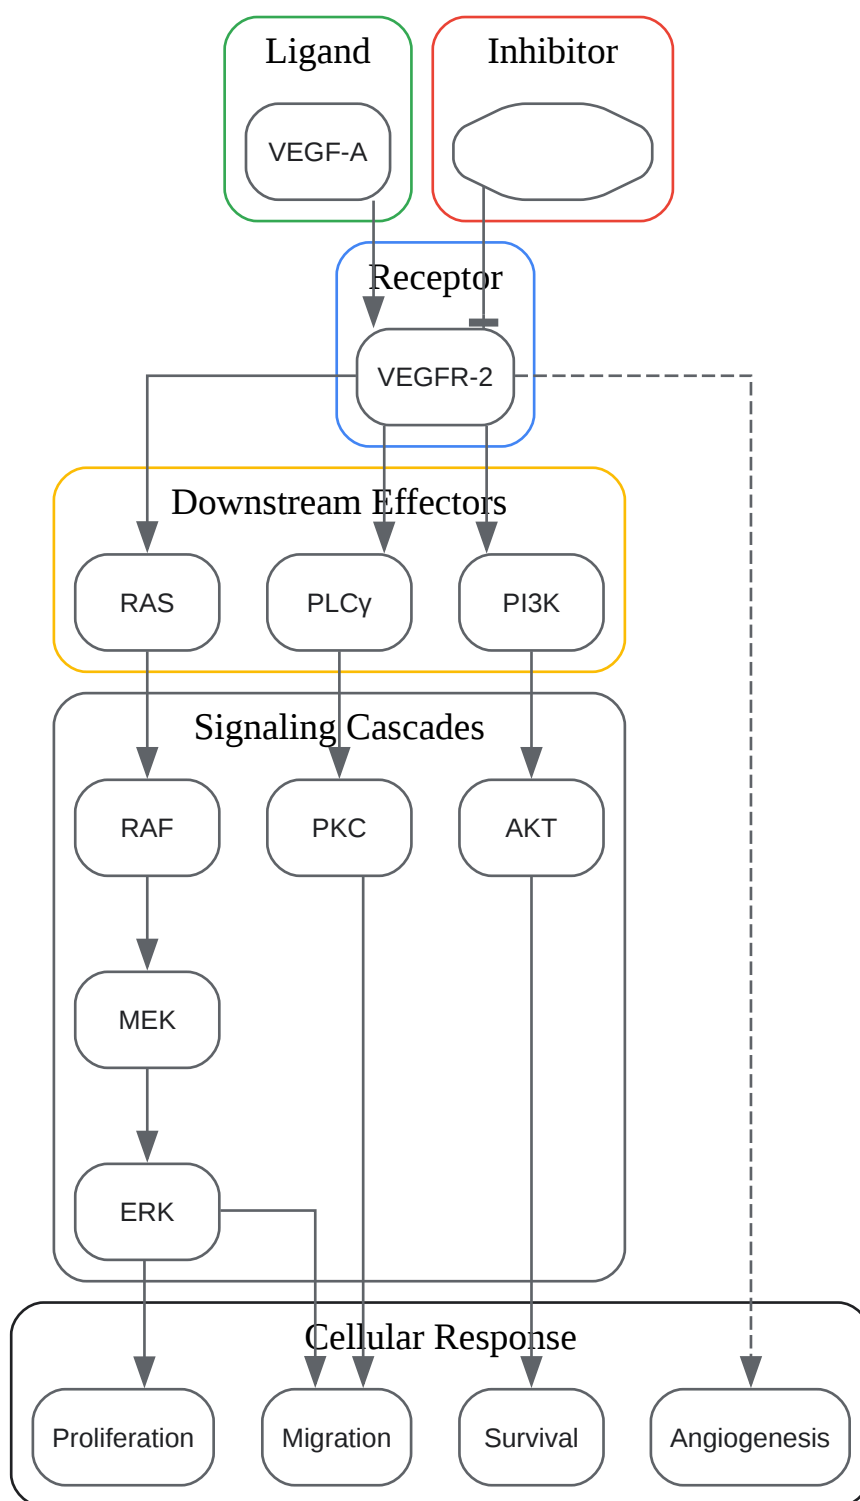 Ligand
Inhibitor
VEGF-A
Receptor
VEGFR-2
Downstream Effectors
RAS
PLCγ
PI3K
Signaling Cascades
RAF
PKC
AKT
MEK
ERK
Cellular Response
Proliferation
Migration
Survival
Angiogenesis